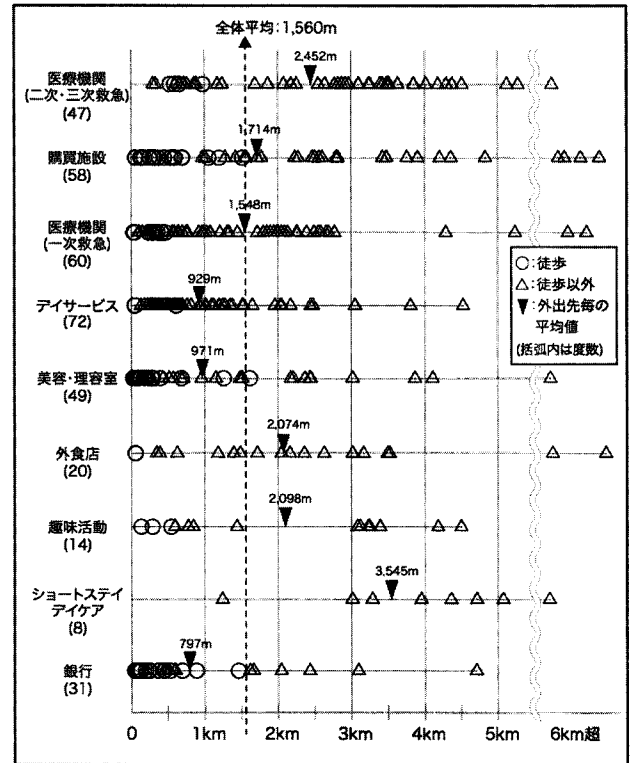 全体平均：1,560m
医療機関
(二次・三次救急)
(47)
2,452m
購買施設
(58)
1,714m
医療機関
(一次救急)
(60)
1,548m
○：徒歩
△：徒歩以外
▼：外出先毎の
平均値
(括弧内は度数)
デイサービス
(72)
929m
美容・理容室
(49)
971m
外食店
(20)
2,074m
趣味活動
(14)
2,098m
ショートステイ
デイケア
(8)
3,545m
銀行
(31)
797m
0 1km 2km 3km 4km 5km 6km超